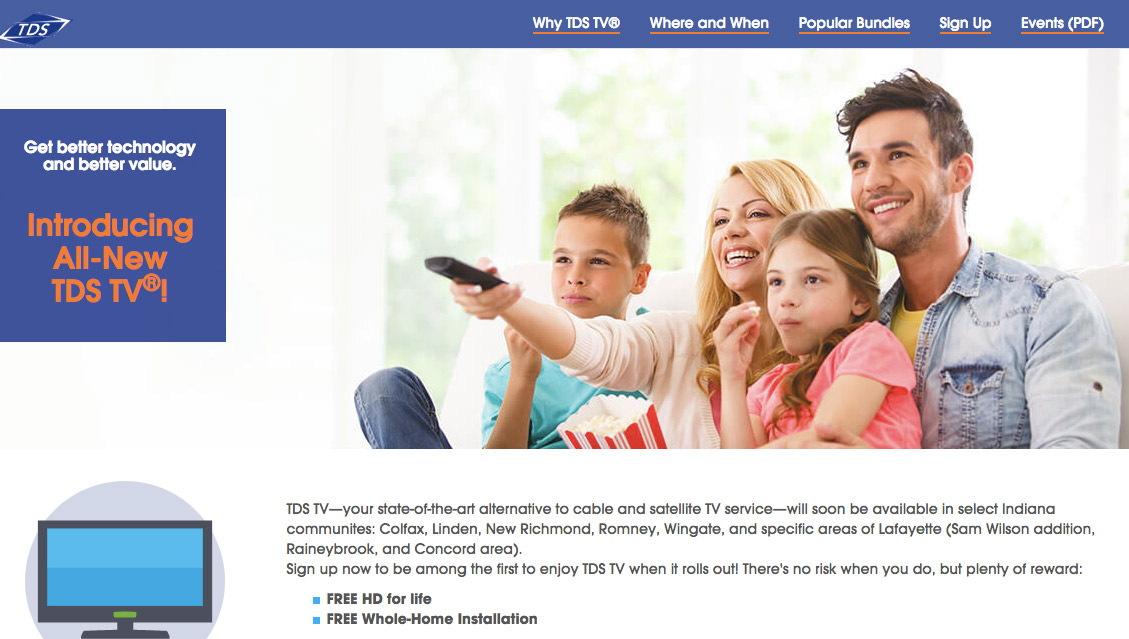 TDS
Why TDS TV®
Where and When
Popular Bundles
Sign Up
Events (PDF)
Get better technology
and better value.
Introducing
All-New
TDS TV®!
TDS TV—your state-of-the-art alternative to cable and satellite TV service—will soon be available in select Indiana
communites: Colfax, Linden, New Richmond, Romney, Wingate, and specific areas of Lafayette (Sam Wilson addition,
Raineybrook, and Concord area).
Sign up now to be among the first to enjoy TDS TV when it rolls out! There's no risk when you do, but plenty of reward:
FREE HD for life
FREE Whole-Home Installation